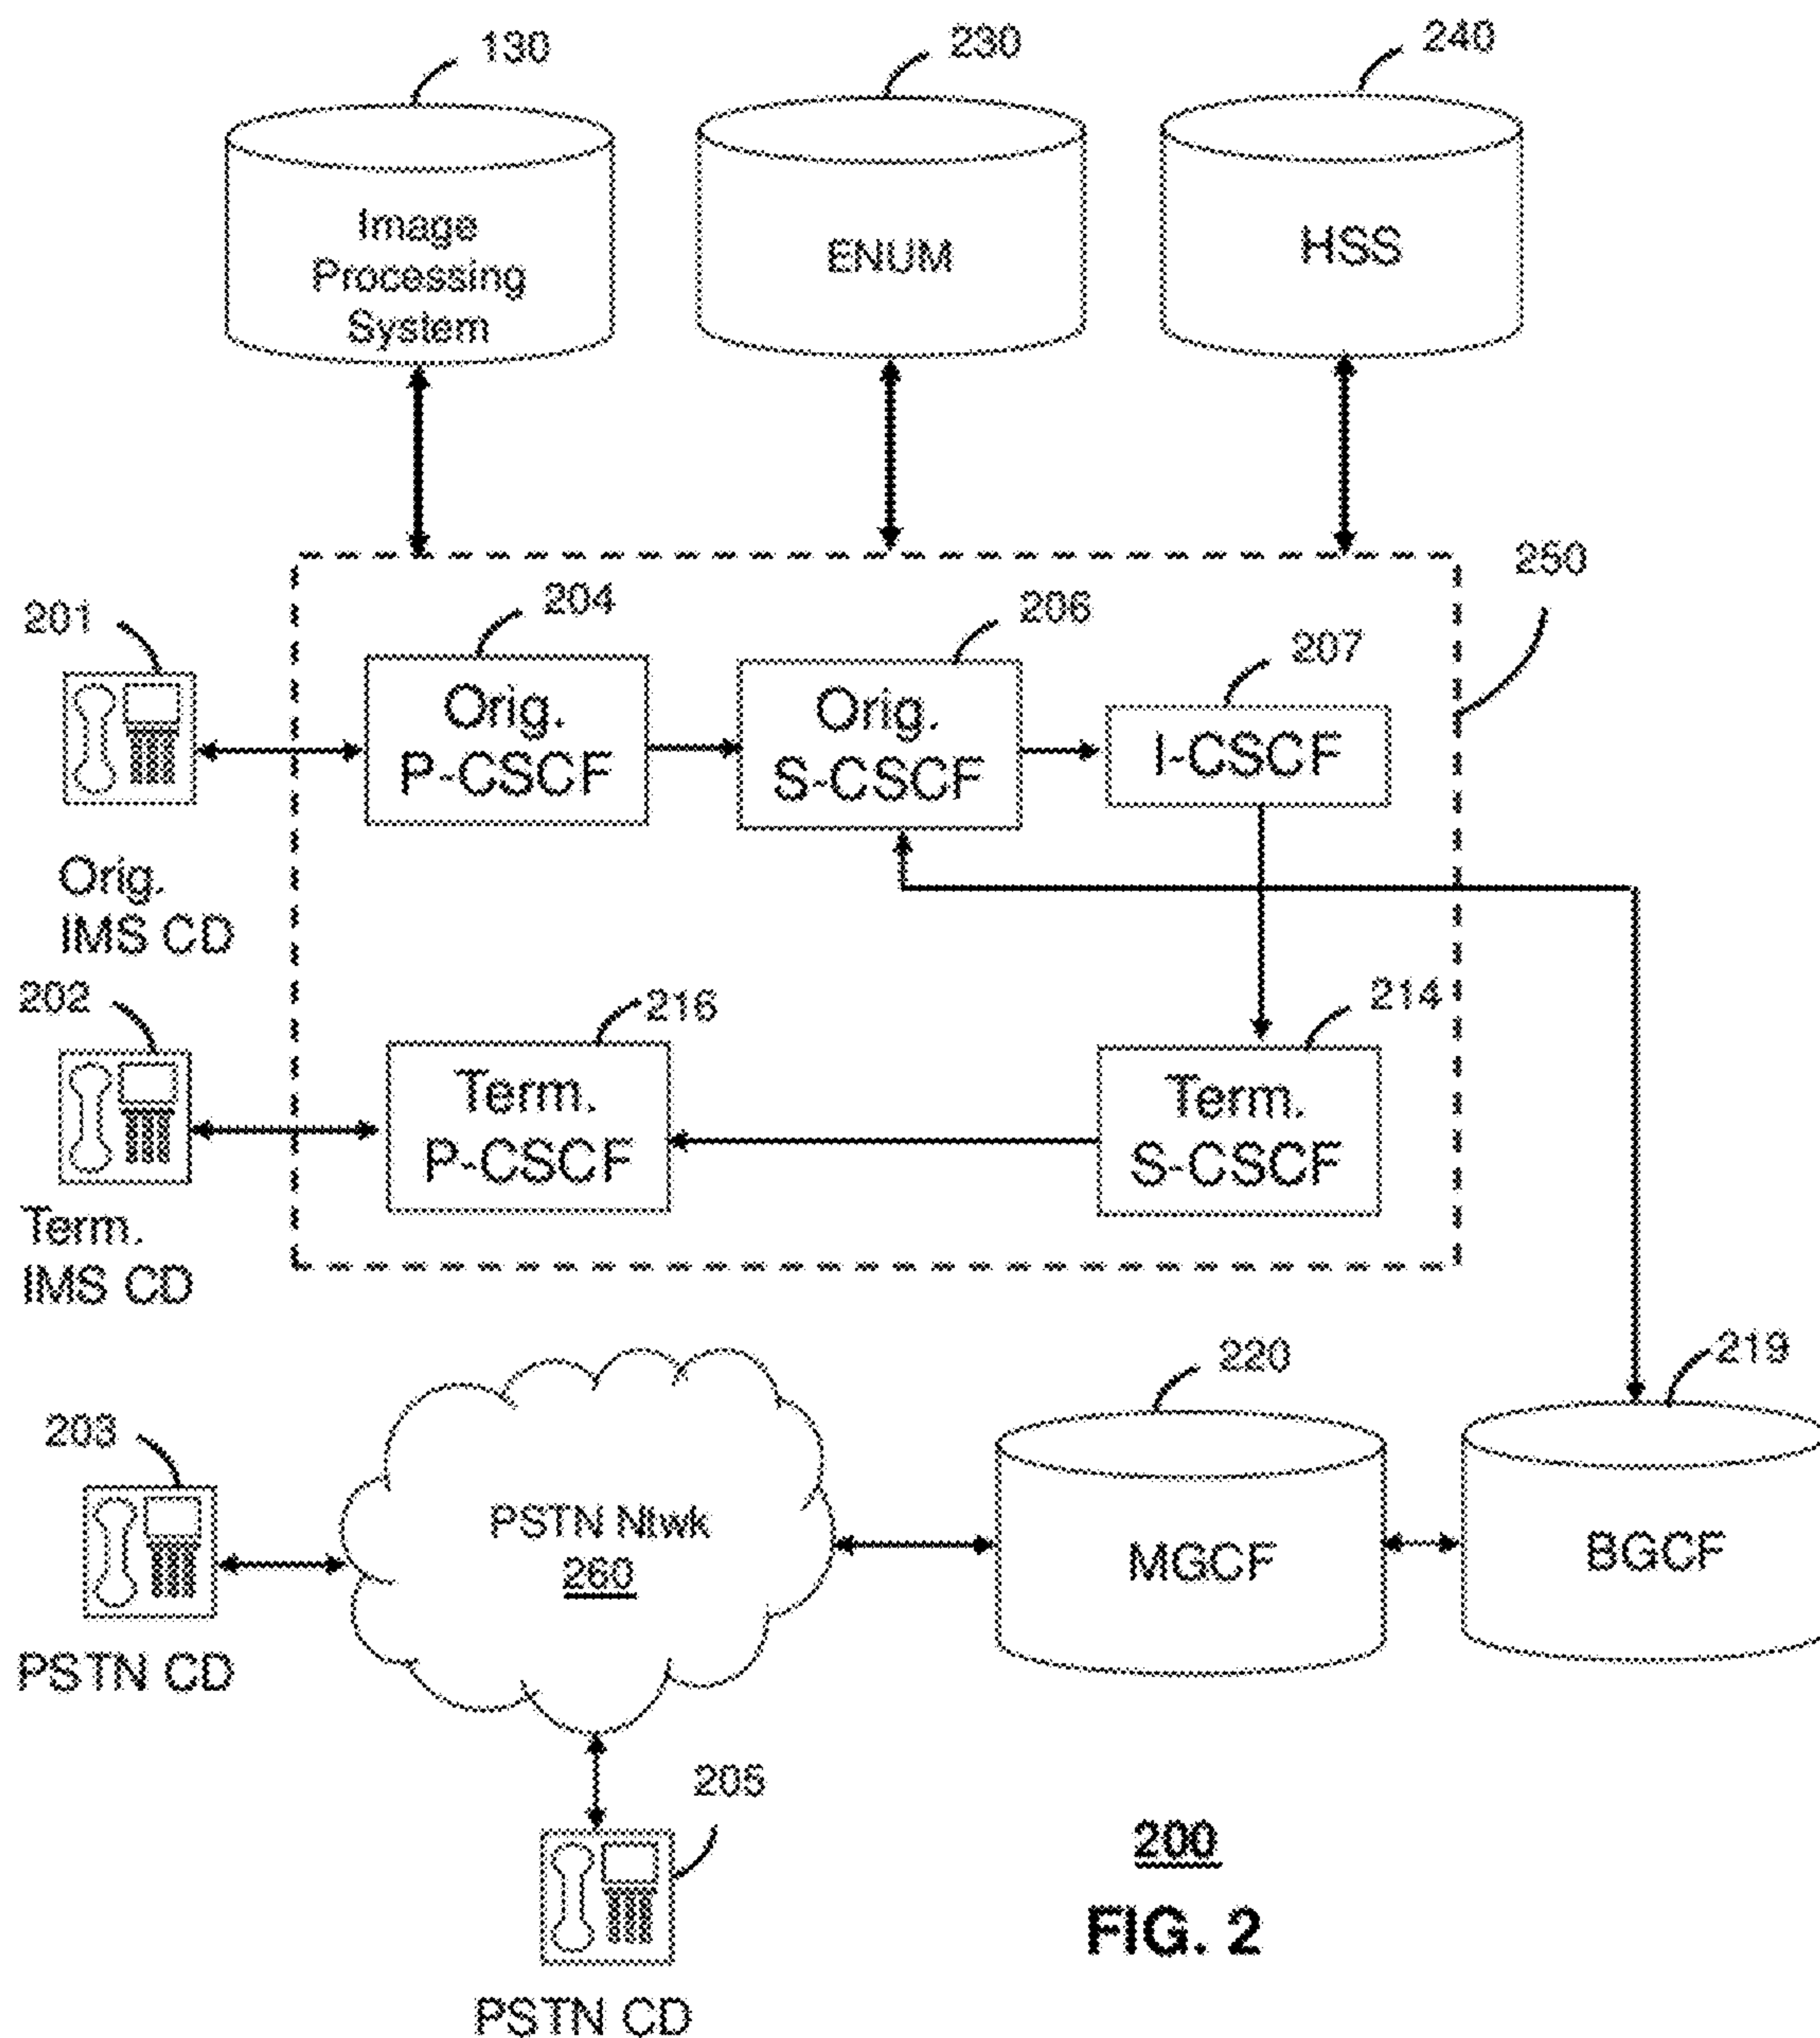 130
230
240
Image
Processing
System
ENUM
HSS
250
201
204
206
207
Orig.
P-CSCF
Orig.
S-CSCF
I-CSCF
Orig.
IMS CD
202
216
214
Term.
P-CSCF
Term.
S-CSCF
Term.
IMS CD
220
219
203
PSTN Ntwk
260
MGCF
BGCF
PSTN CD
205
PSTN CD
200
FIG. 2